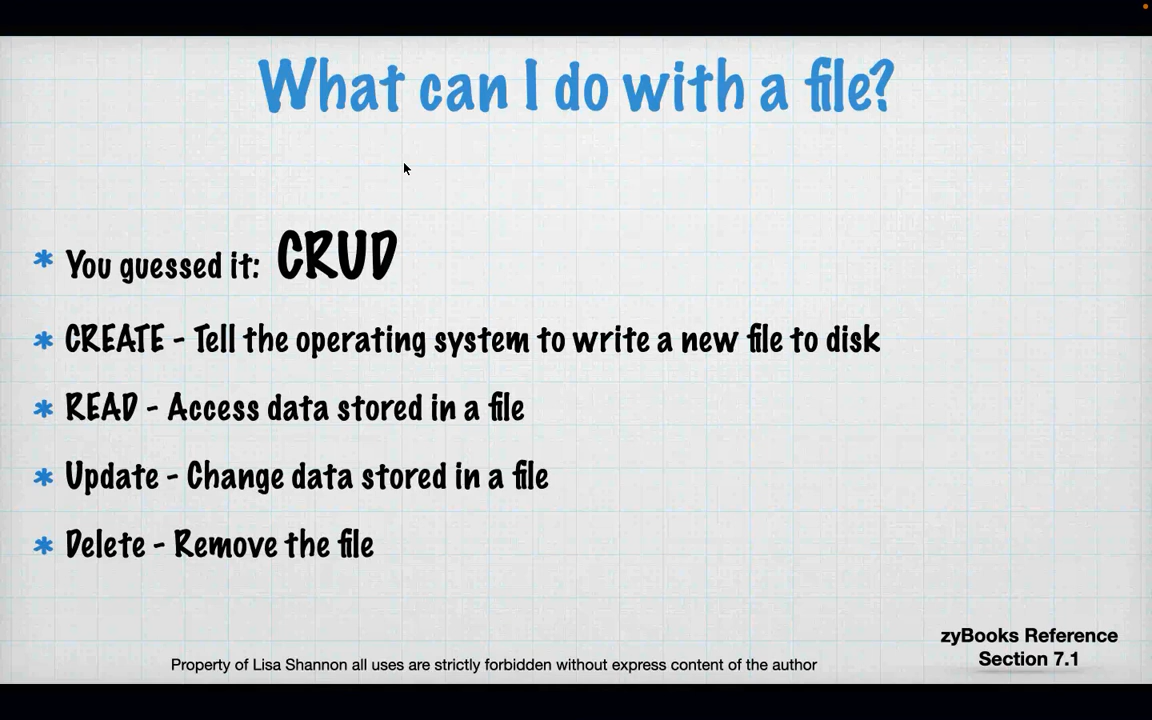 What can I do with a file?
* You guessed it: CRUD
* CREATE - Tell the operating system to write a new file to disk
* READ - Access data stored in a file
* Update - Change data stored in a file
* Delete - Remove the file
zyBooks Reference
Section 7.1
Property of Lisa Shannon all uses are strictly forbidden without express content of the author